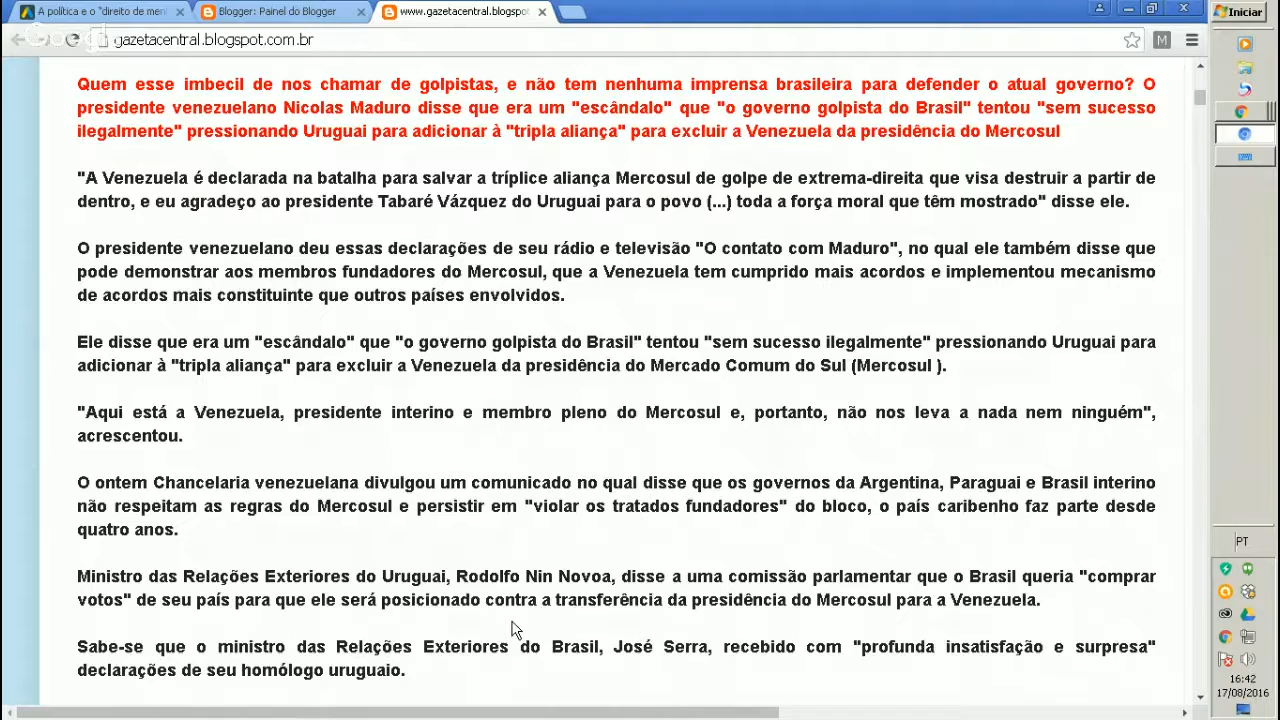 A política e o "direito de men
Blogger: Painel do Blogger
www.gazetacentral.blogspot
Iniciar
gazetacentral.blogspot.com.br
Quem esse imbecil de nos chamar de golpistas, e não tem nenhuma imprensa brasileira para defender o atual governo? O
presidente venezuelano Nicolas Maduro disse que era um "escândalo" que "o governo golpista do Brasil" tentou "sem sucesso
ilegalmente" pressionando Uruguai para adicionar à "tripla aliança" para excluir a Venezuela da presidência do Mercosul
"A Venezuela é declarada na batalha para salvar a tríplice aliança Mercosul de golpe de extrema-direita que visa destruir a partir de
dentro, e eu agradeço ao presidente Tabaré Vázquez do Uruguai para o povo (...) toda a força moral que têm mostrado" disse ele.
O presidente venezuelano deu essas declarações de seu rádio e televisão "O contato com Maduro", no qual ele também disse que
pode demonstrar aos membros fundadores do Mercosul, que a Venezuela tem cumprido mais acordos e implementou mecanismo
de acordos mais constituinte que outros países envolvidos.
Ele disse que era um "escândalo" que "o governo golpista do Brasil" tentou "sem sucesso ilegalmente" pressionando Uruguai para
adicionar à "tripla aliança" para excluir a Venezuela da presidência do Mercado Comum do Sul (Mercosul ).
"Aqui está a Venezuela, presidente interino e membro pleno do Mercosul e, portanto, não nos leva a nada nem ninguém",
acrescentou.
O ontem Chancelaria venezuelana divulgou um comunicado no qual disse que os governos da Argentina, Paraguai e Brasil interino
não respeitam as regras do Mercosul e persistir em "violar os tratados fundadores" do bloco, o país caribenho faz parte desde
quatro anos.
Ministro das Relações Exteriores do Uruguai, Rodolfo Nin Novoa, disse a uma comissão parlamentar que o Brasil queria "comprar
votos" de seu país para que ele será posicionado contra a transferência da presidência do Mercosul para a Venezuela.
Sabe-se que o ministro das Relações Exteriores do Brasil, José Serra, recebido com "profunda insatisfação e surpresa"
declarações de seu homólogo uruguaio.
PT
16:42
17/08/2016